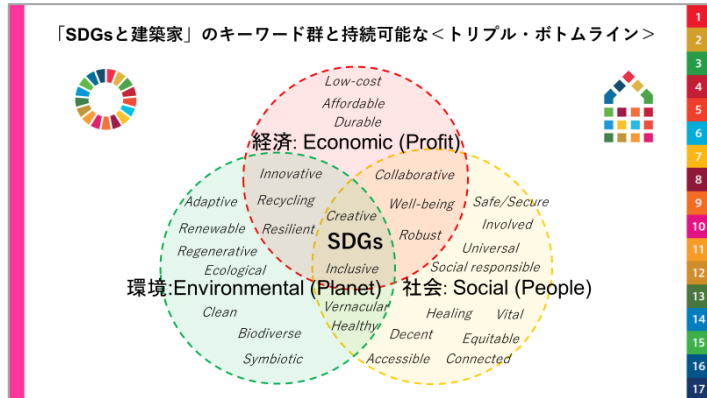 「SDGsと建築家」のキーワード群と持続可能な＜トリプル・ボトムライン＞
Low-cost
Affordable
Durable
経済: Economic (Profit)
Innovative
Collaborative
Adaptive
Recycling
Creative
Well-being
Safe/Secure
Renewable
Resilient
SDGs
Robust
Involved
Regenerative
Universal
Ecological
Inclusive
Social responsible
環境:Environmental (Planet)
社会: Social (People)
Clean
Vernacular
Healing
Vital
Biodiverse
Healthy
Decent
Equitable
Symbiotic
Accessible
Connected
1
2
3
4
5
6
7
8
9
10
11
12
13
14
15
16
17